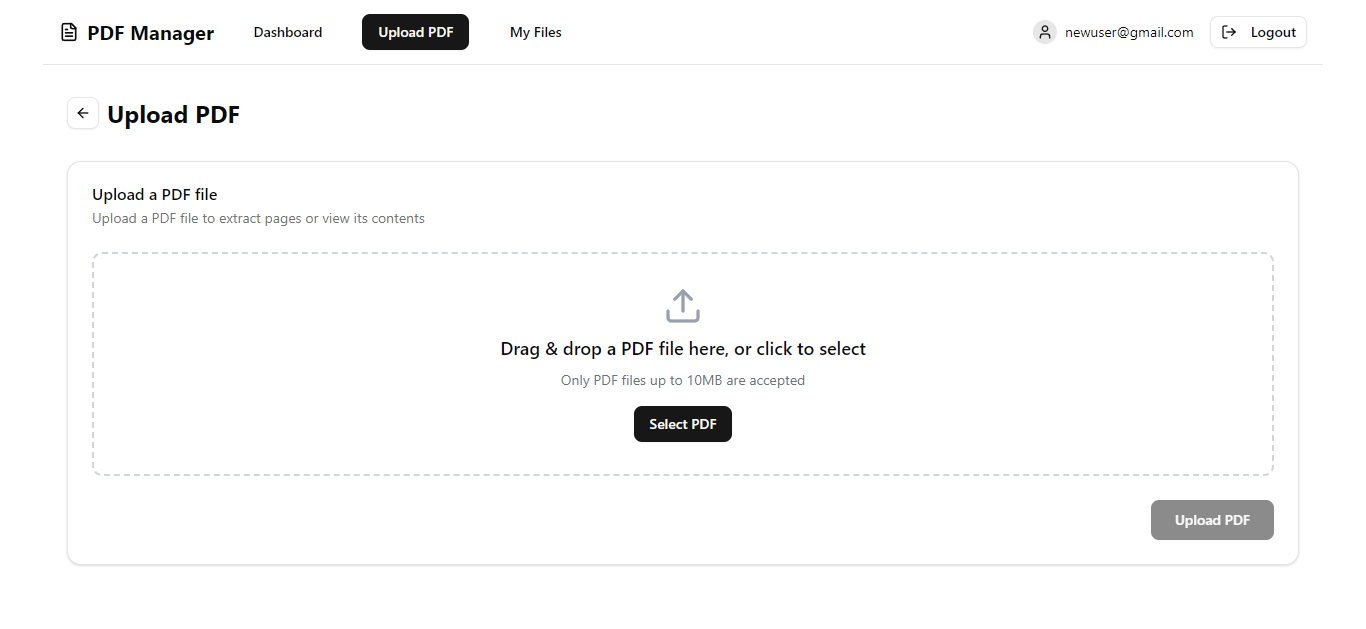 PDF Manager Dashboard Upload PDF My Files newuser@gmail.com Logout
Upload PDF
Upload a PDF file
Upload a PDF file to extract pages or view its contents
Drag & drop a PDF file here, or click to select
Only PDF files up to 10MB are accepted
Select PDF
Upload PDF